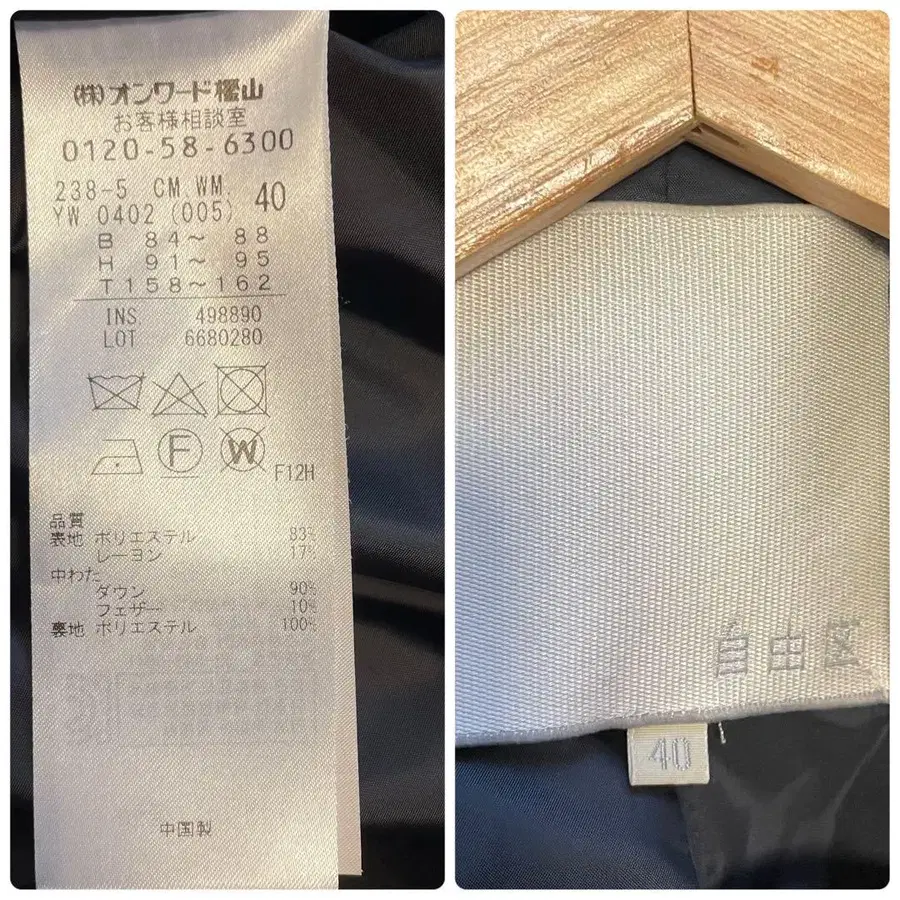 (株)オンワード樫山
お客様相談室
0120-58-6300
238-5 CM.WM. 40
YW 0402 (005)
B 84～ 88
H 91～ 95
T 158～162
INS. 498890
LOT 6680280
F
W
F12H
品質
表地 ポリエステル 83%
レーヨン 17%
中わた
ダウン 90%
フェザー 10%
裏地 ポリエステル 100%
中国製
自由区
40